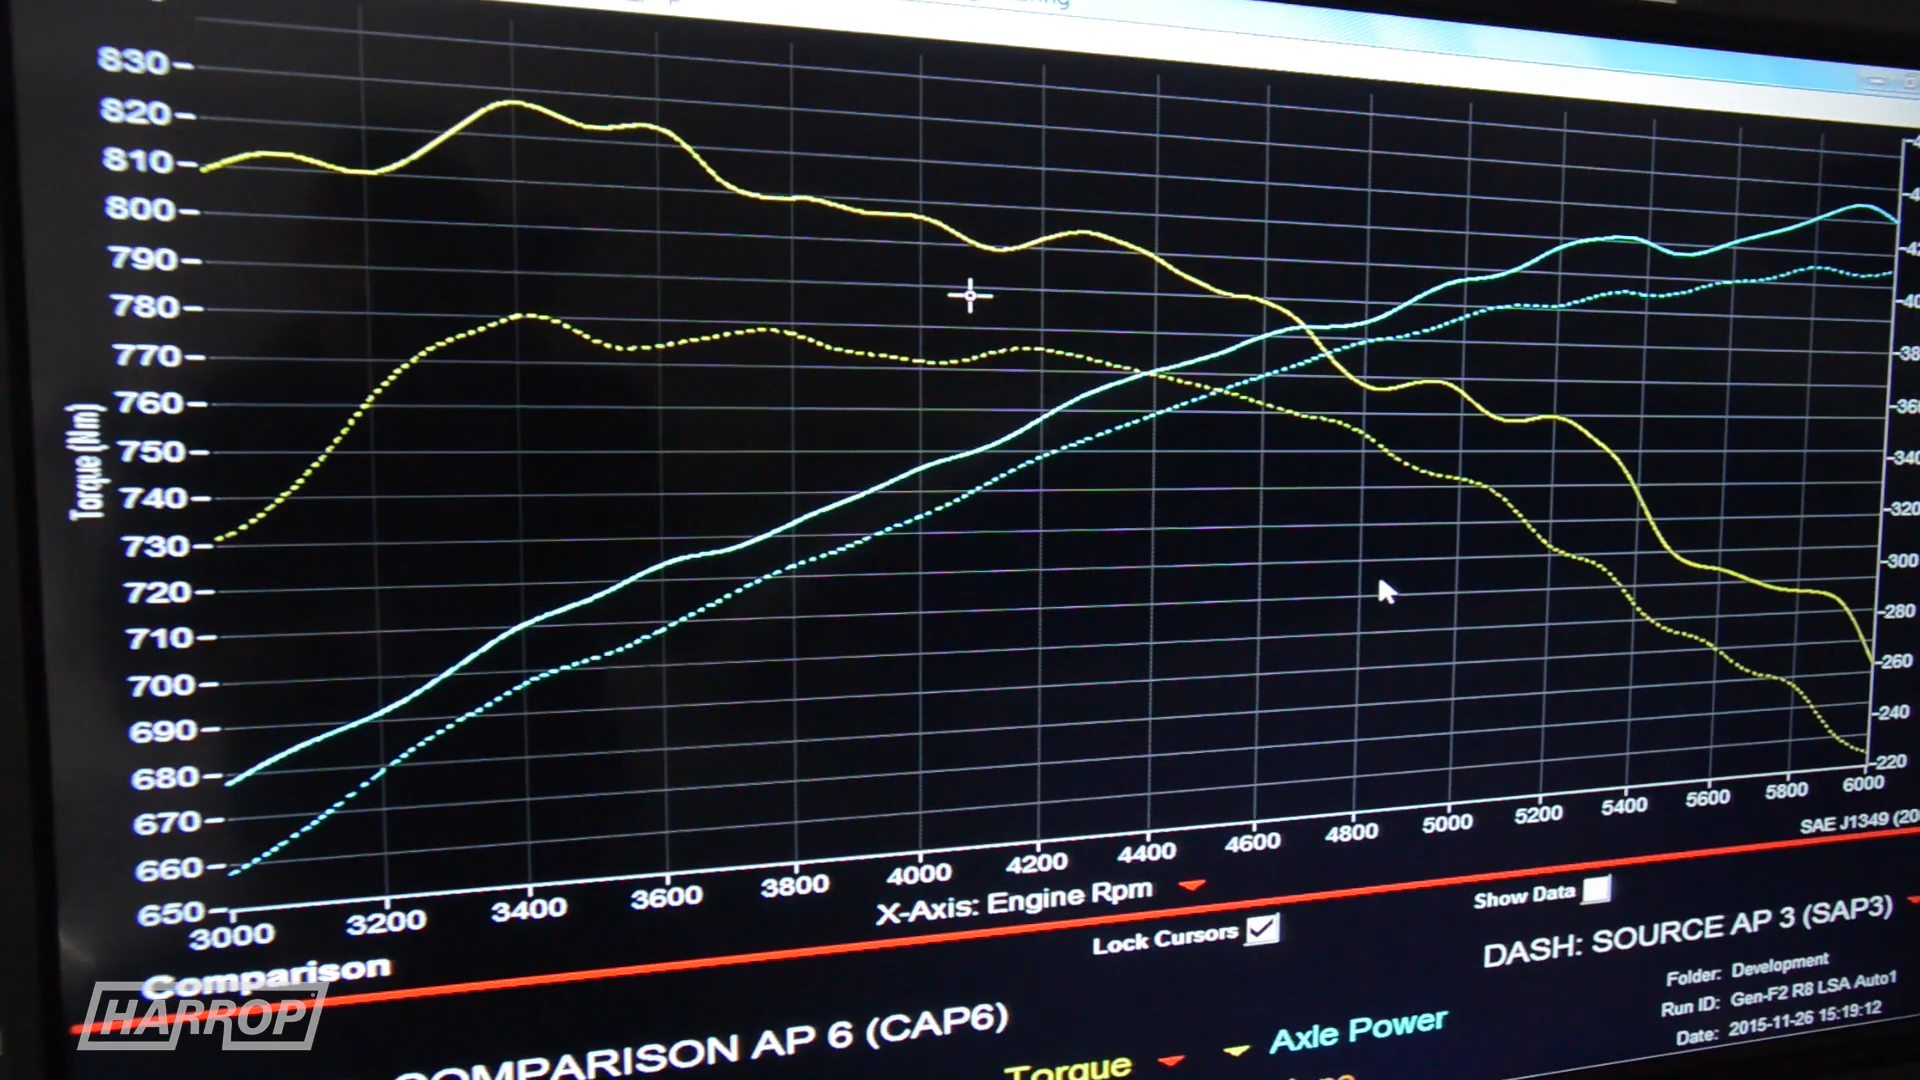 830
820
810
800
790
780
770
760
750
740
730
720
710
700
690
680
670
660
650
Torque (Nm)
380
360
340
320
300
280
260
240
220
3000 3200 3400 3600 3800 4000 4200 4400 4600 4800 5000 5200 5400 5600 5800 6000
X-Axis: Engine Rpm
SAE J1349
Show Data
Lock Cursors
Comparison
HARROP
DASH: SOURCE AP 3 (SAP3)
Folder: Development
Run ID: Gen-F2 R8 LSA Auto1
Date: 2015-11-26 15:19:12
COMPARISON AP 6 (CAP6)
Torque
Axle Power